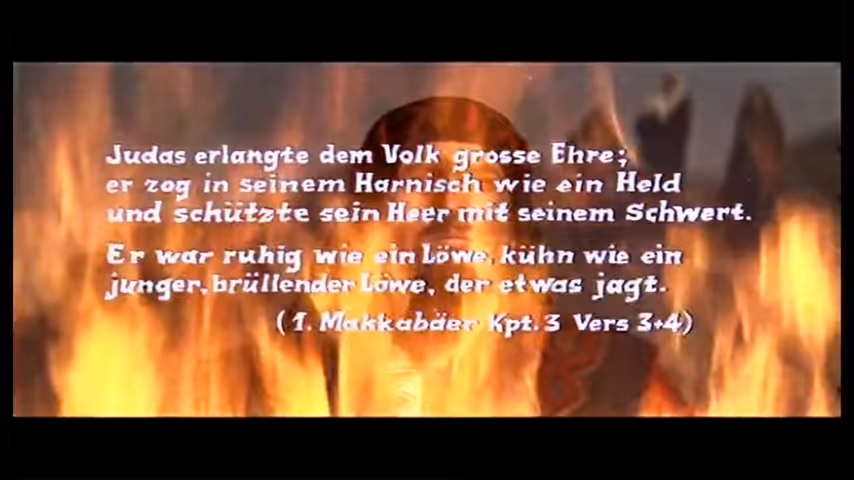 Judas erlangte dem Volk grosse Ehre;
er zog in seinem Harnisch wie ein Held
und schützte sein Heer mit seinem Schwert.
Er war ruhig wie ein Löwe, kühn wie ein
junger, brüllender Löwe, der etwas jagt.
(1. Makkabäer Kpt. 3 Vers 3+4)